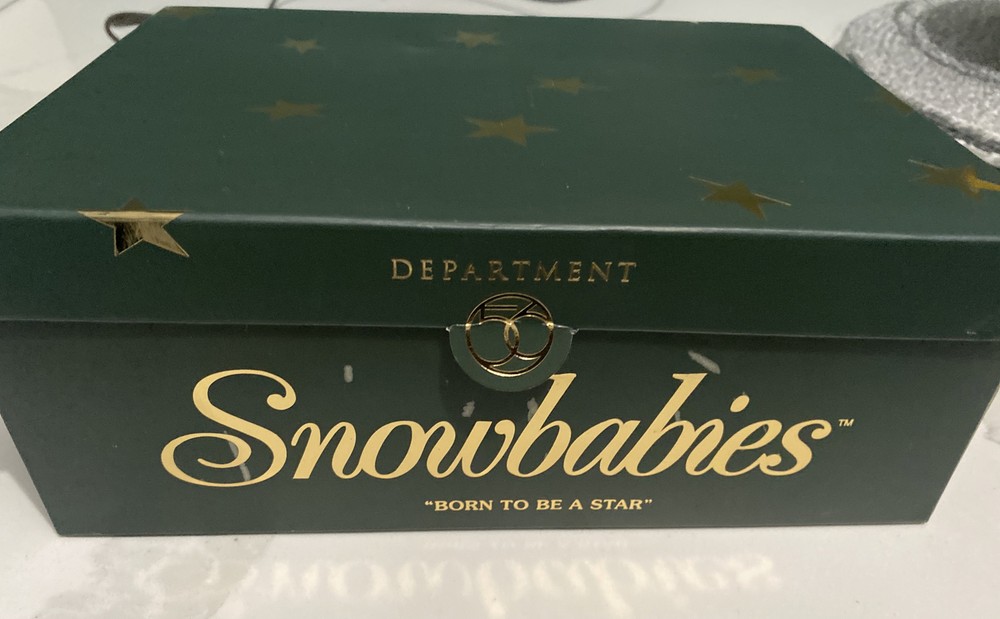 DEPARTMENT
56
Snowbabies™
“BORN TO BE A STAR”